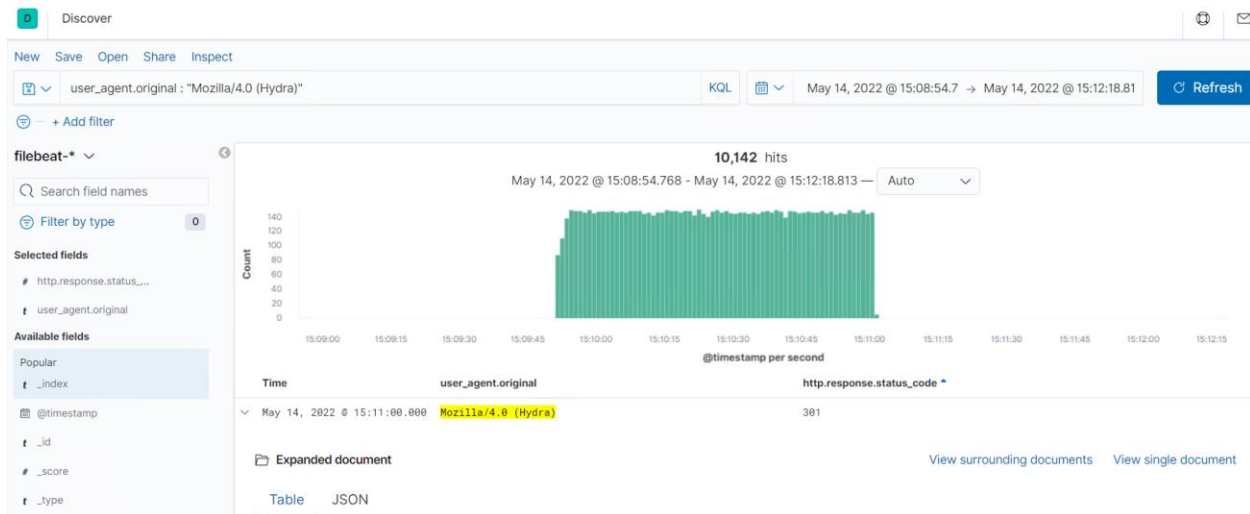 D Discover
New Save Open Share Inspect
user_agent.original : "Mozilla/4.0 (Hydra)" KQL May 14, 2022 @ 15:08:54.7 → May 14, 2022 @ 15:12:18.81 Refresh
+ Add filter
filebeat-*
10,142 hits
May 14, 2022 @ 15:08:54.768 - May 14, 2022 @ 15:12:18.813 — Auto
Search field names
Filter by type 0
Selected fields
# http.response.status_...
t user_agent.original
Available fields
Popular
t _index
@timestamp
t _id
# _score
t _type
Count
140
120
100
80
60
40
20
0
15:09:00 15:09:15 15:09:30 15:09:45 15:10:00 15:10:15 15:10:30 15:10:45 15:11:00 15:11:15 15:11:30 15:11:45 15:12:00 15:12:15
@timestamp per second
Time user_agent.original http.response.status_code
May 14, 2022 @ 15:11:00.000 Mozilla/4.0 (Hydra) 301
Expanded document View surrounding documents View single document
Table JSON